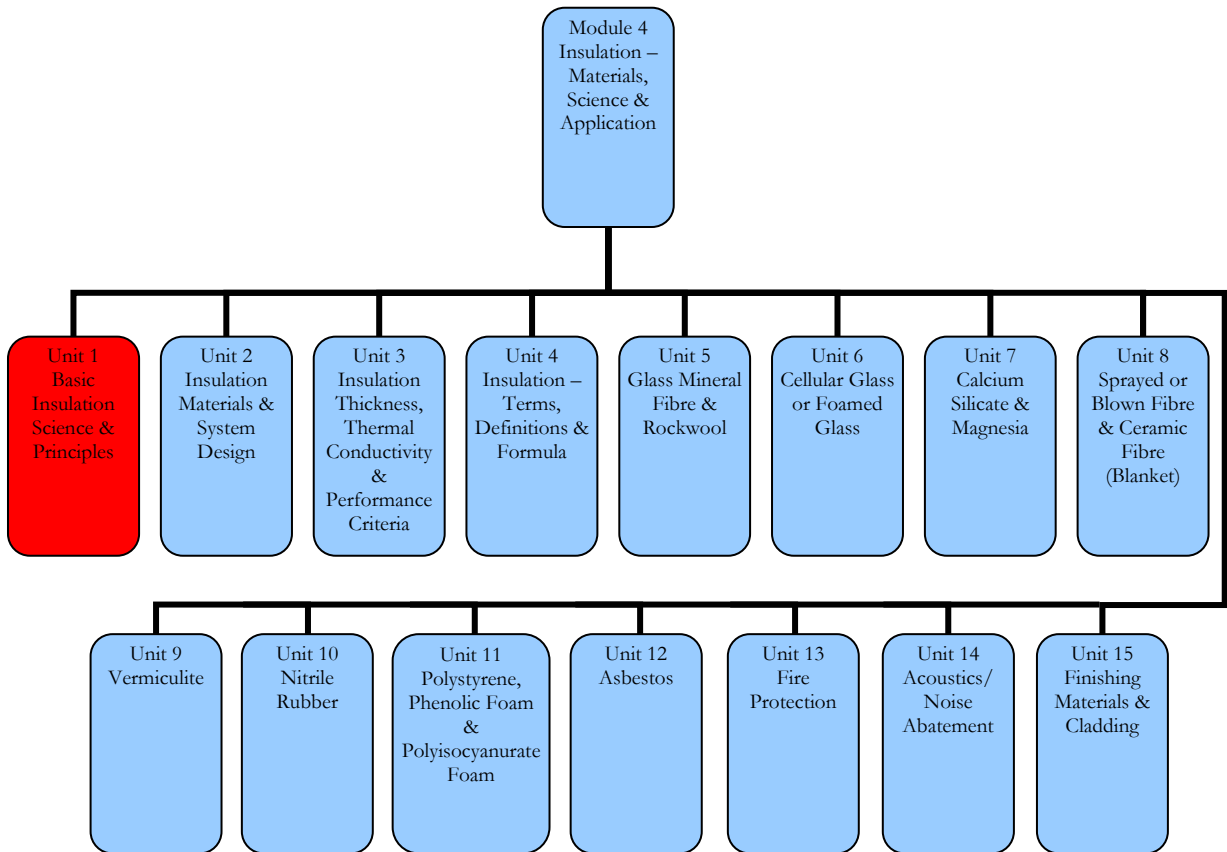 Module 4
Insulation –
Materials,
Science &
Application
Unit 1
Basic
Insulation
Science &
Principles
Unit 2
Insulation
Materials &
System
Design
Unit 3
Insulation
Thickness,
Thermal
Conductivity
&
Performance
Criteria
Unit 4
Insulation –
Terms,
Definitions &
Formula
Unit 5
Glass Mineral
Fibre &
Rockwool
Unit 6
Cellular Glass
or Foamed
Glass
Unit 7
Calcium
Silicate &
Magnesia
Unit 8
Sprayed or
Blown Fibre
& Ceramic
Fibre
(Blanket)
Unit 9
Vermiculite
Unit 10
Nitrile
Rubber
Unit 11
Polystyrene,
Phenolic Foam
&
Polyisocyanurate
Foam
Unit 12
Asbestos
Unit 13
Fire
Protection
Unit 14
Acoustics/
Noise
Abatement
Unit 15
Finishing
Materials &
Cladding